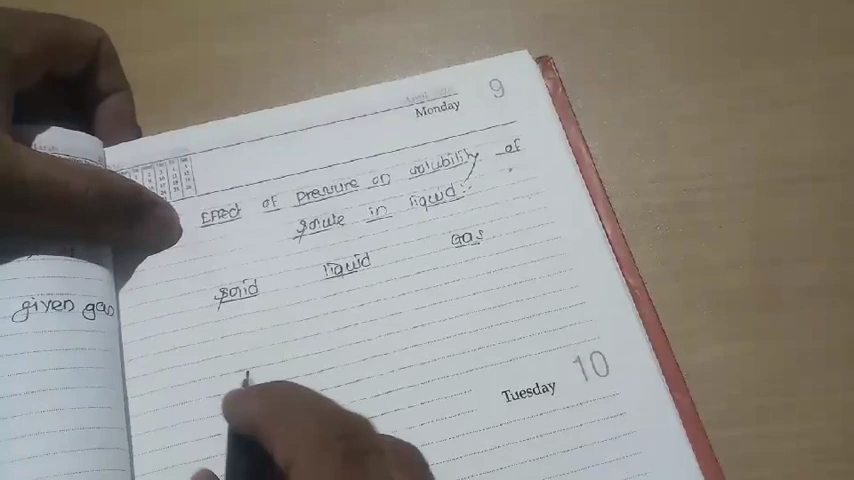 9
Monday
Effect of Pressure on solubility of
solute in liquid:
solid liquid Gas
given gas
Tuesday 10